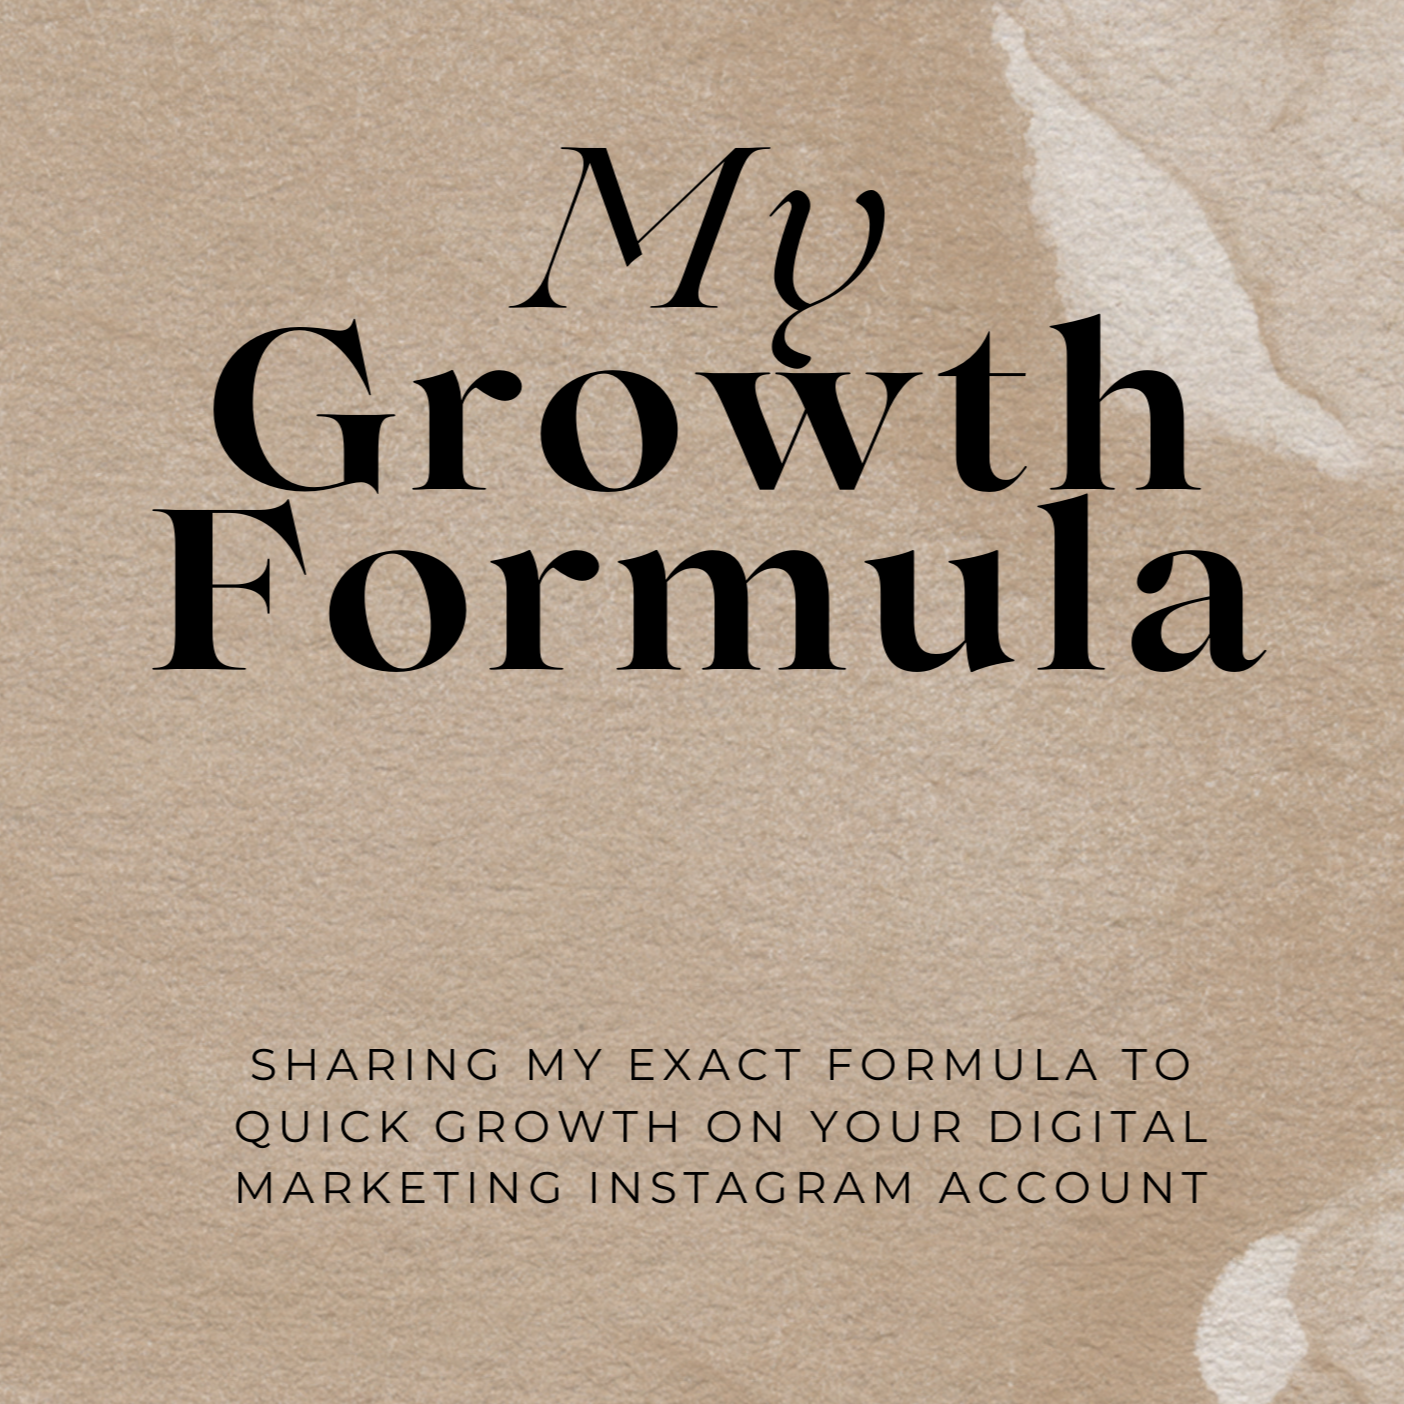 My
Growth
Formula
SHARING MY EXACT FORMULA TO
QUICK GROWTH ON YOUR DIGITAL
MARKETING INSTAGRAM ACCOUNT